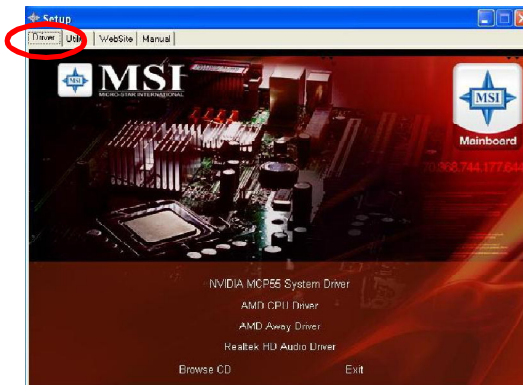 Setup
Driver Utility WebSite Manual
MSI
MICRO-STAR INTERNATIONAL
MSI
Mainboard
NVIDIA MCP55 System Driver
AMD CPU Driver
AMD Away Driver
Realtek HD Audio Driver
Browse CD Exit